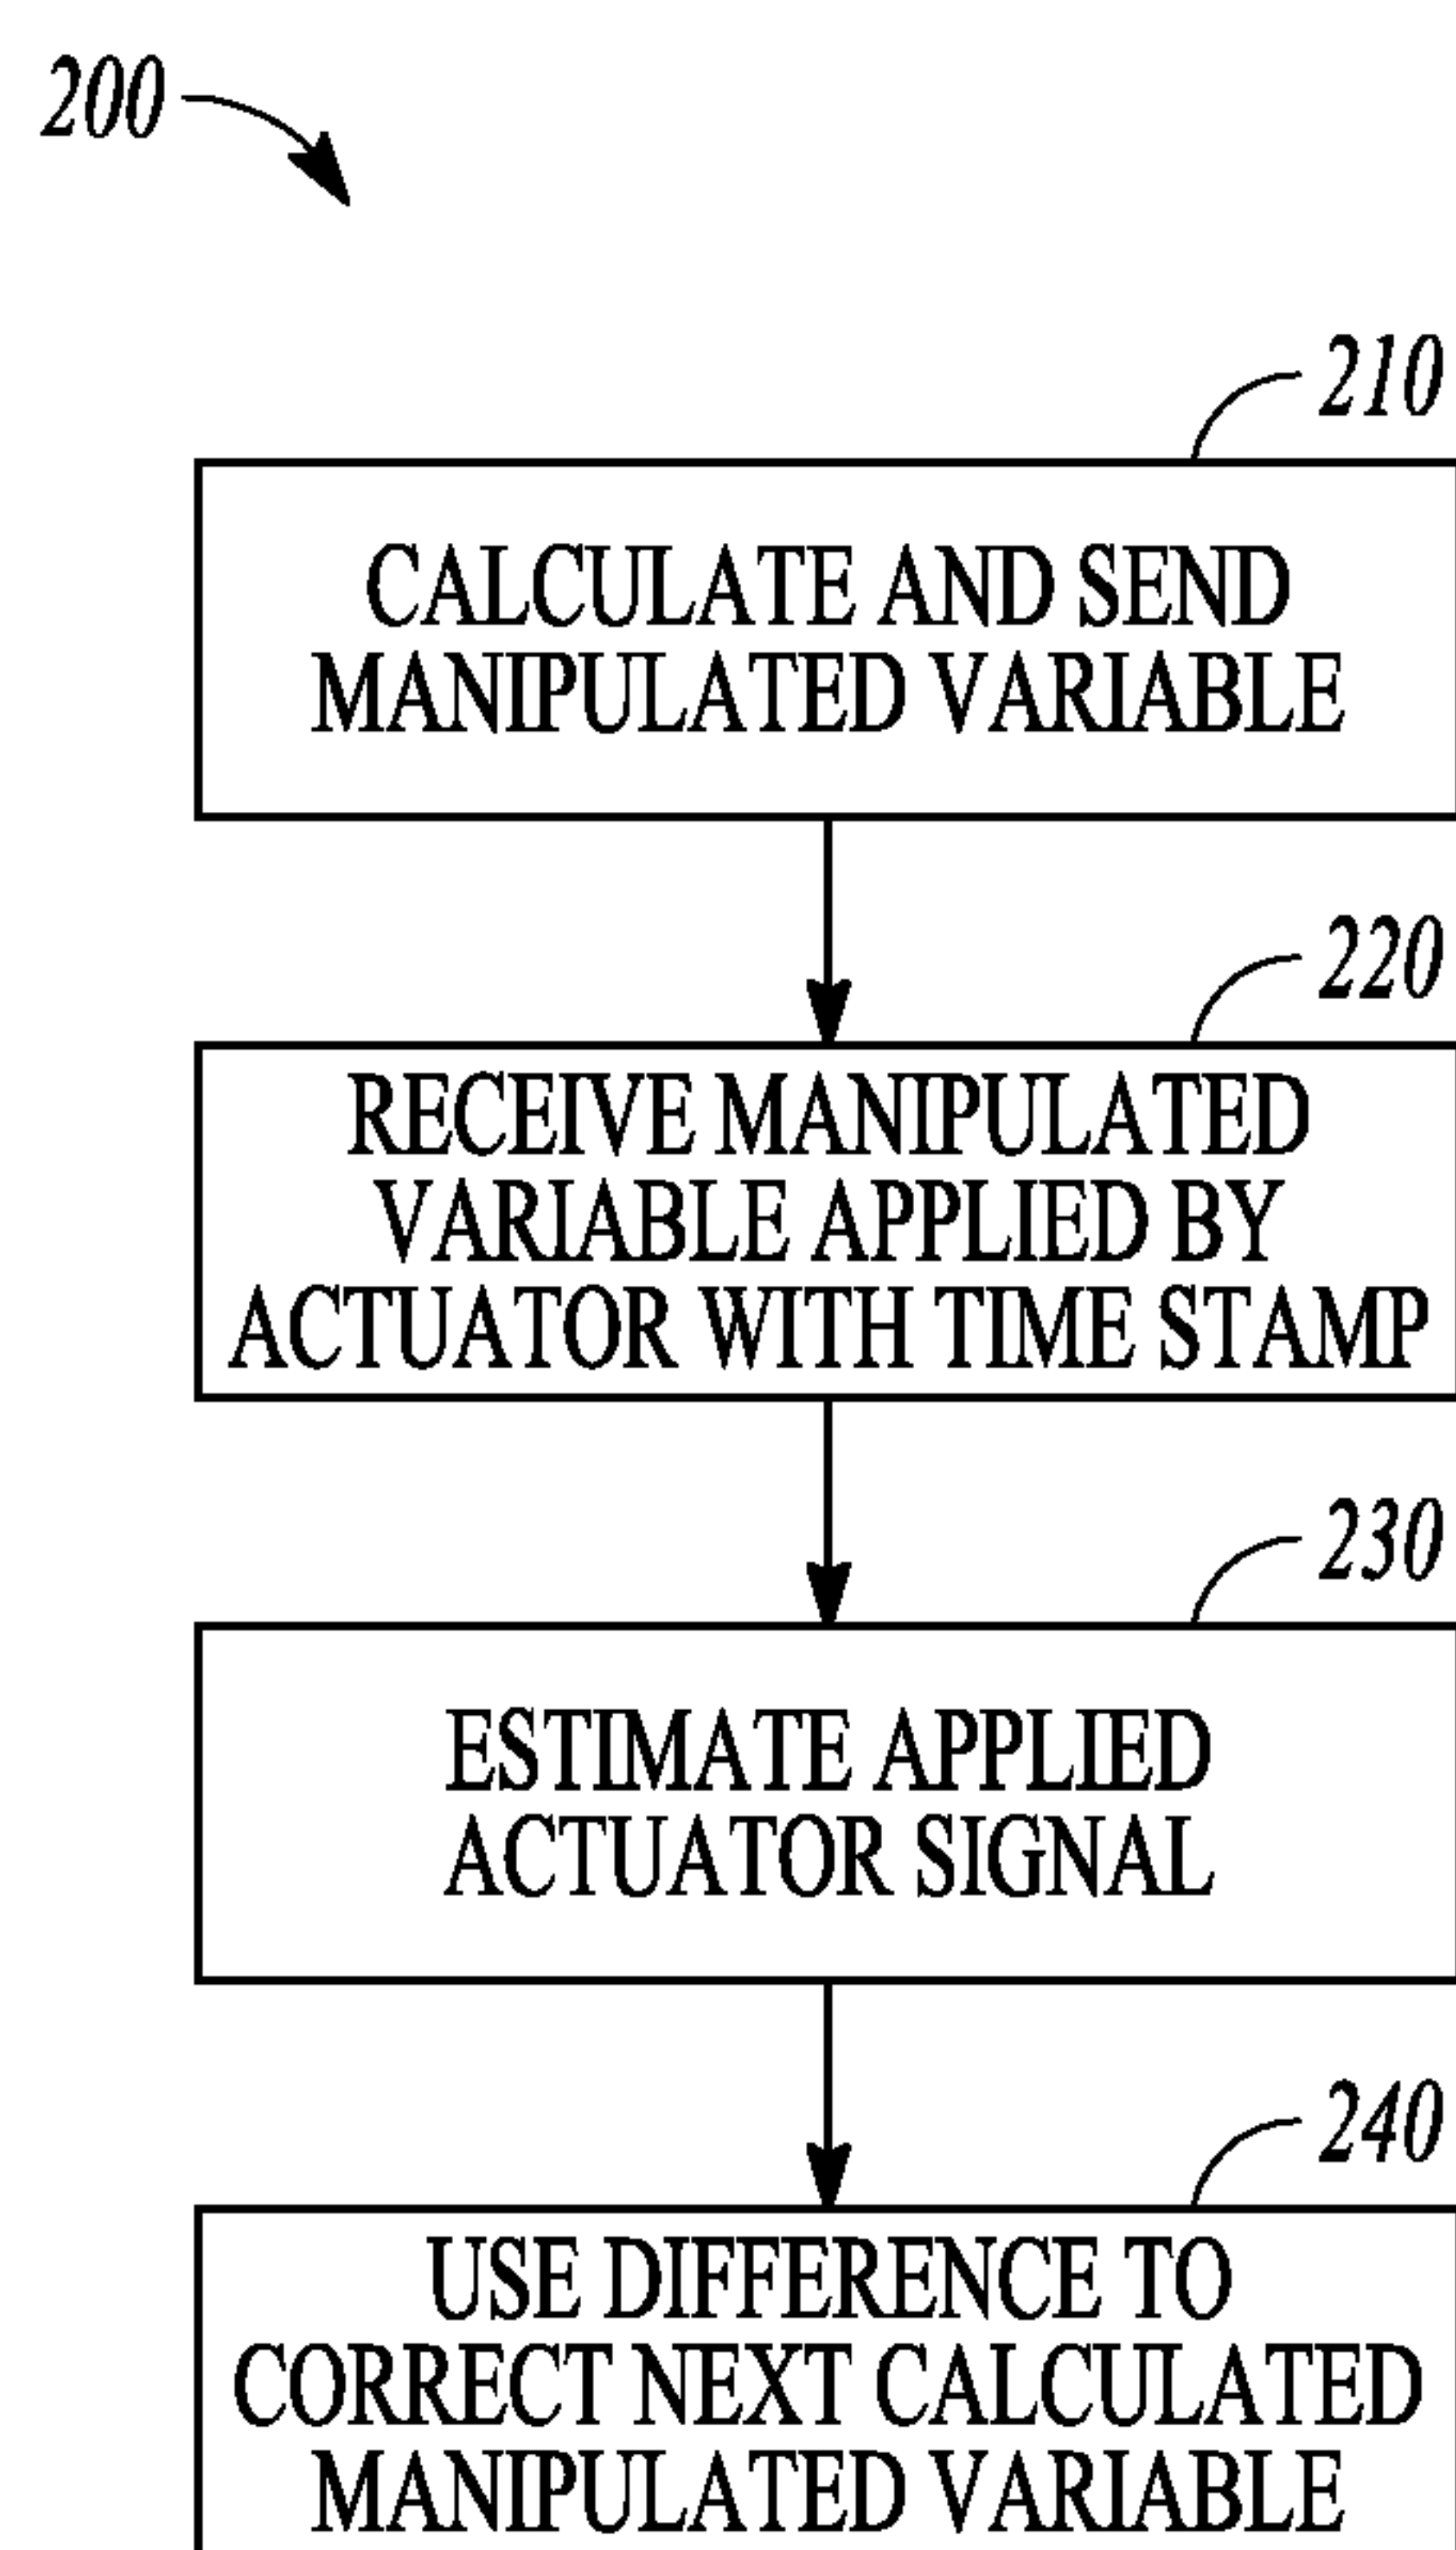 200
210
CALCULATE AND SEND
MANIPULATED VARIABLE
220
RECEIVE MANIPULATED
VARIABLE APPLIED BY
ACTUATOR WITH TIME STAMP
230
ESTIMATE APPLIED
ACTUATOR SIGNAL
240
USE DIFFERENCE TO
CORRECT NEXT CALCULATED
MANIPULATED VARIABLE